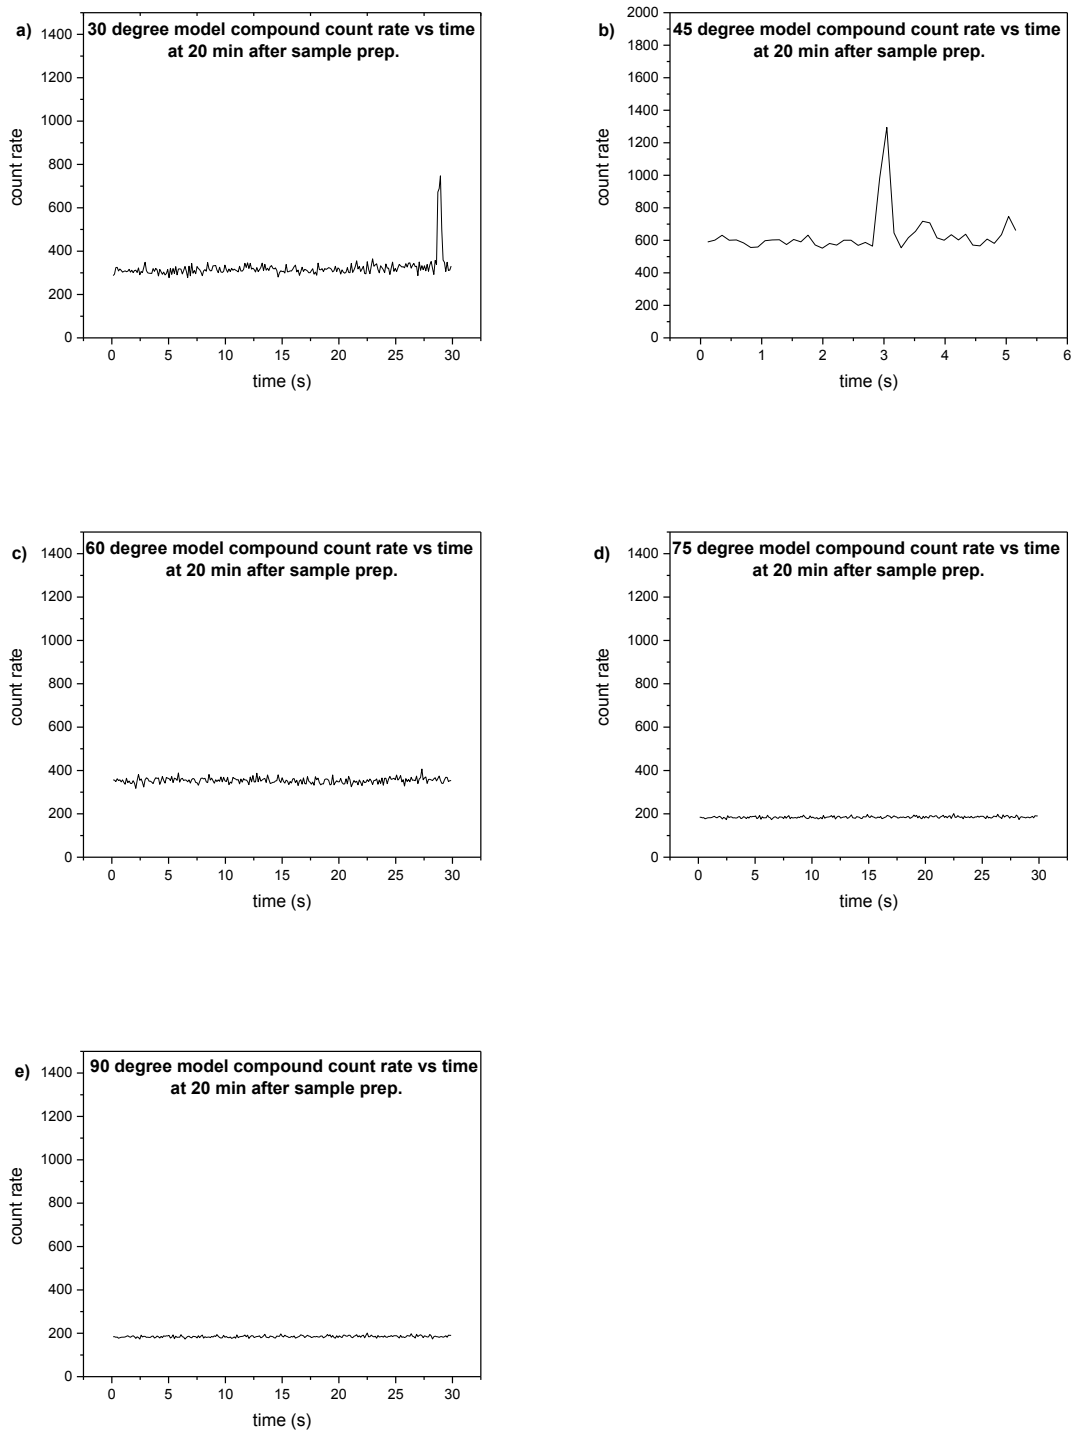 a)
30 degree model compound count rate vs time
at 20 min after sample prep.
1400
1200
1000
800
600
400
200
0
count rate
0 5 10 15 20 25 30
time (s)
b)
45 degree model compound count rate vs time
at 20 min after sample prep.
2000
1800
1600
1400
1200
1000
800
600
400
200
0
count rate
0 1 2 3 4 5 6
time (s)
c)
60 degree model compound count rate vs time
at 20 min after sample prep.
1400
1200
1000
800
600
400
200
0
count rate
0 5 10 15 20 25 30
time (s)
d)
75 degree model compound count rate vs time
at 20 min after sample prep.
1400
1200
1000
800
600
400
200
0
count rate
0 5 10 15 20 25 30
time (s)
e)
90 degree model compound count rate vs time
at 20 min after sample prep.
1400
1200
1000
800
600
400
200
0
count rate
0 5 10 15 20 25 30
time (s)